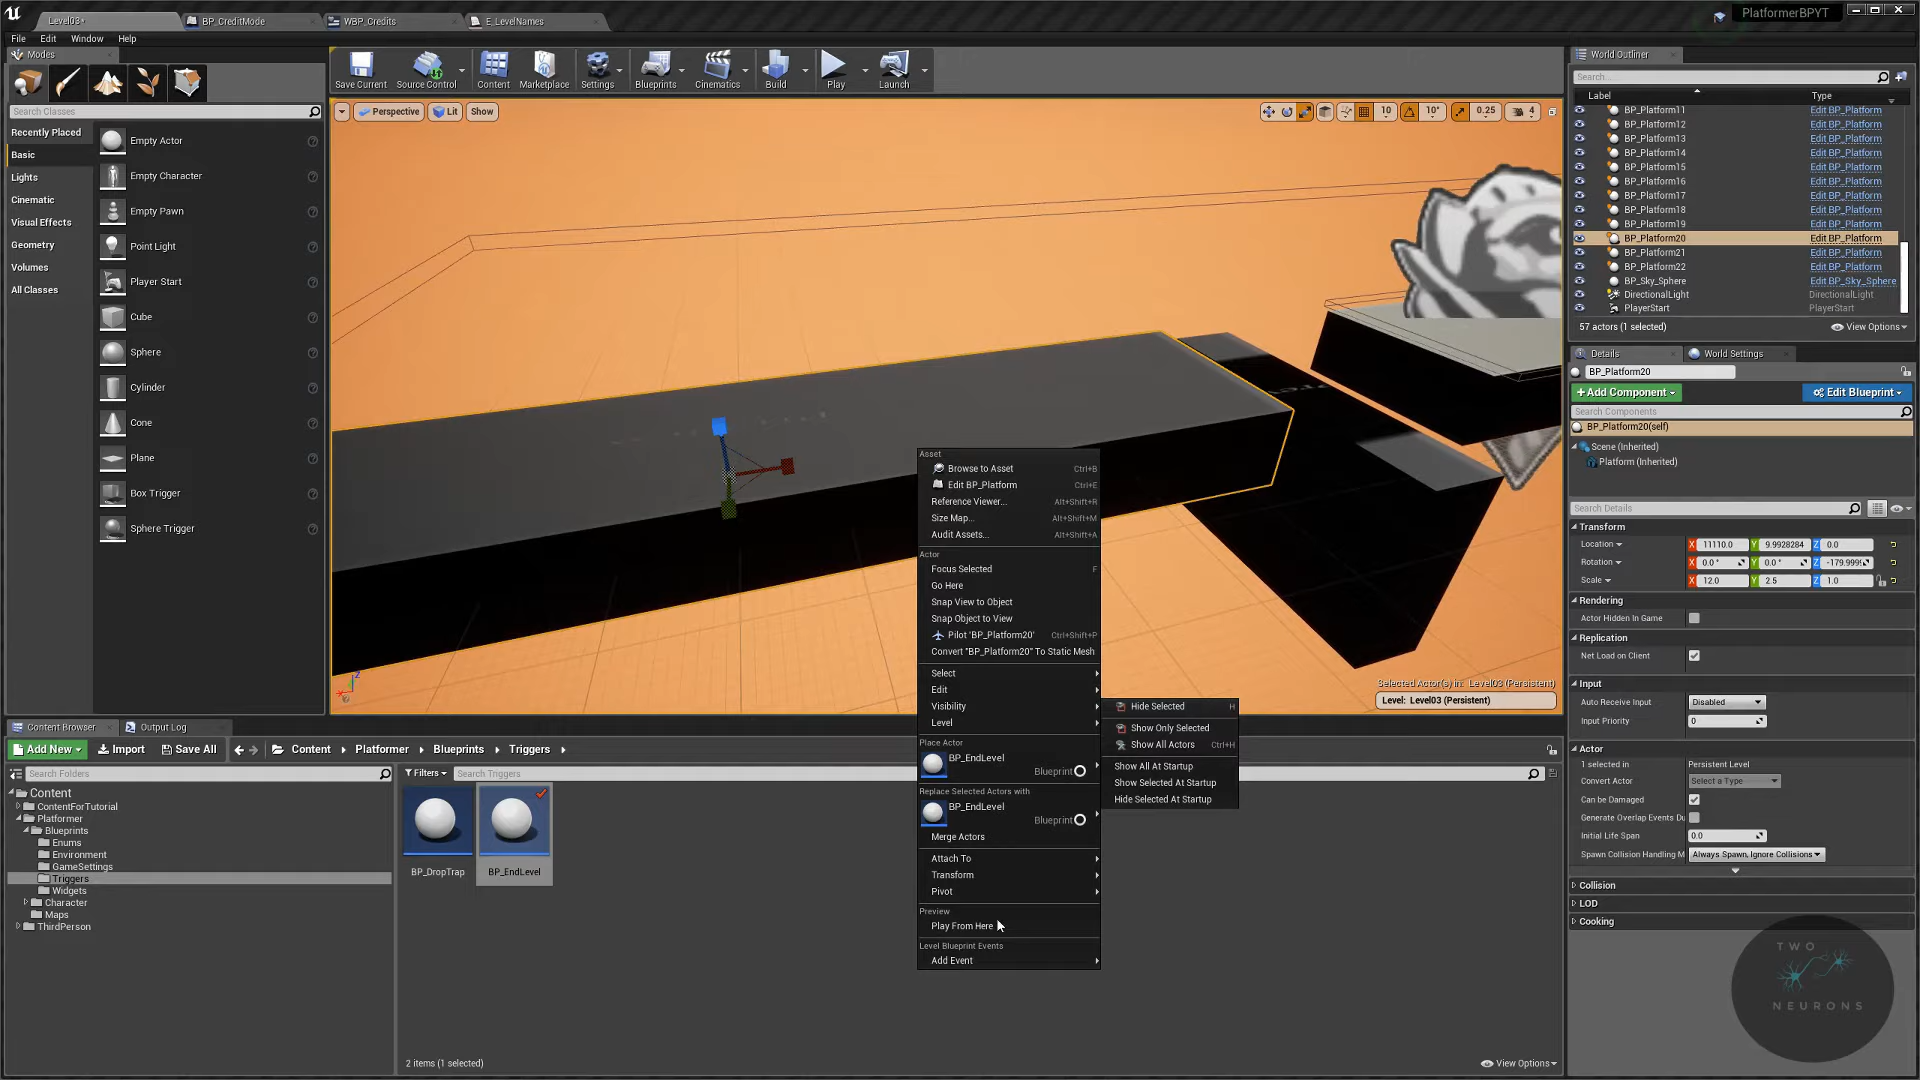 Level03*
BP_CreditMode
WBP_Credits
E_LevelNames
PlatformerBPYT
File Edit Window Help
Modes
Search Classes
Recently Placed
Basic
Lights
Cinematic
Visual Effects
Geometry
Volumes
All Classes
Empty Actor
Empty Character
Empty Pawn
Point Light
Player Start
Cube
Sphere
Cylinder
Cone
Plane
Box Trigger
Sphere Trigger
Save Current
Source Control
Content
Marketplace
Settings
Blueprints
Cinematics
Build
Play
Launch
Perspective
Lit
Show
10
10°
0.25
4
Selected Actor(s) in: Level03 (Persistent)
Level: Level03 (Persistent)
Asset
Browse to Asset Ctrl+B
Edit BP_Platform Ctrl+E
Reference Viewer... Alt+Shift+R
Size Map... Alt+Shift+M
Audit Assets... Alt+Shift+A
Actor
Focus Selected F
Go Here
Snap View to Object
Snap Object to View
Pilot 'BP_Platform20' Ctrl+Shift+P
Convert "BP_Platform20" To Static Mesh
Select
Edit
Visibility
Level
Place Actor
BP_EndLevel
Blueprint
Replace Selected Actors with
BP_EndLevel
Blueprint
Merge Actors
Attach To
Transform
Pivot
Preview
Play From Here
Level Blueprint Events
Add Event
Hide Selected H
Show Only Selected
Show All Actors Ctrl+H
Show All At Startup
Show Selected At Startup
Hide Selected At Startup
World Outliner
Search...
Label Type
BP_Platform11 Edit BP_Platform
BP_Platform12 Edit BP_Platform
BP_Platform13 Edit BP_Platform
BP_Platform14 Edit BP_Platform
BP_Platform15 Edit BP_Platform
BP_Platform16 Edit BP_Platform
BP_Platform17 Edit BP_Platform
BP_Platform18 Edit BP_Platform
BP_Platform19 Edit BP_Platform
BP_Platform20 Edit BP_Platform
BP_Platform21 Edit BP_Platform
BP_Platform22 Edit BP_Platform
BP_Sky_Sphere Edit BP_Sky_Sphere
DirectionalLight DirectionalLight
PlayerStart PlayerStart
57 actors (1 selected)
View Options
Details
World Settings
BP_Platform20
+Add Component
Edit Blueprint
Search Components
BP_Platform20(self)
Scene (Inherited)
Platform (Inherited)
Search Details
Transform
Location X 11110.0 Y 9.9928284 Z 0.0
Rotation X 0.0° Y 0.0° Z -179.999
Scale X 12.0 Y 2.5 Z 1.0
Rendering
Actor Hidden In Game
Replication
Net Load on Client
Input
Auto Receive Input Disabled
Input Priority 0
Actor
1 selected in Persistent Level
Convert Actor Select a Type
Can be Damaged
Generate Overlap Events Du
Initial Life Span 0.0
Spawn Collision Handling M Always Spawn, Ignore Collisions
Collision
LOD
Cooking
TWO
NEURONS
Content Browser
Output Log
Add New
Import
Save All
Content
Platformer
Blueprints
Triggers
Search Folders
Filters
Search Triggers
Content
ContentForTutorial
Platformer
Blueprints
Enums
Environment
GameSettings
Triggers
Widgets
Character
Maps
ThirdPerson
BP_DropTrap
BP_EndLevel
2 items (1 selected)
View Options